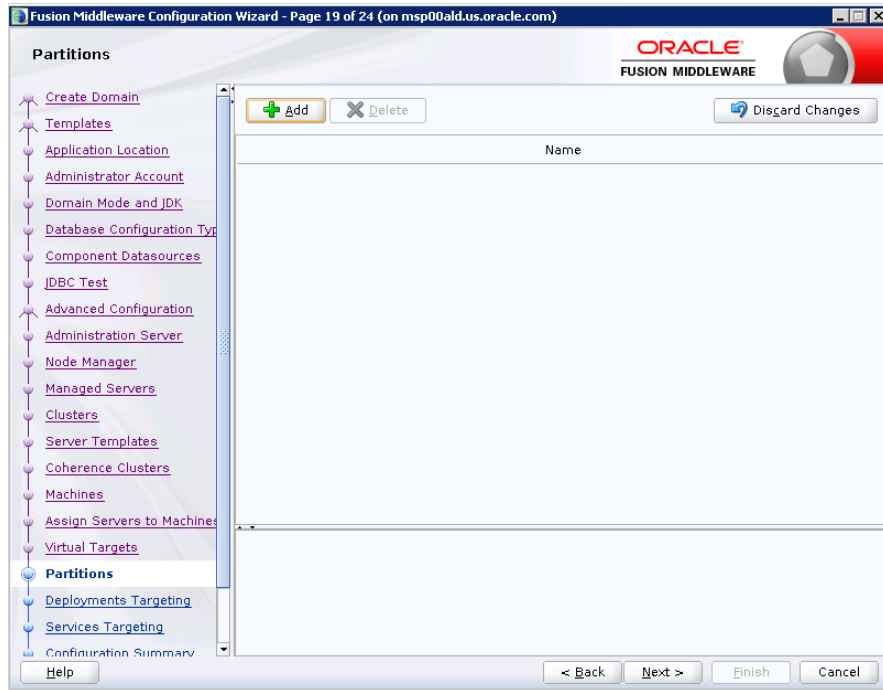 Fusion Middleware Configuration Wizard - Page 19 of 24 (on msp00ald.us.oracle.com)
Partitions
ORACLE
FUSION MIDDLEWARE
Create Domain
Templates
Application Location
Administrator Account
Domain Mode and JDK
Database Configuration Typ
Component Datasources
JDBC Test
Advanced Configuration
Administration Server
Node Manager
Managed Servers
Clusters
Server Templates
Coherence Clusters
Machines
Assign Servers to Machines
Virtual Targets
Partitions
Deployments Targeting
Services Targeting
Configuration Summary
Add Delete Discard Changes
Name
Help < Back Next > Finish Cancel